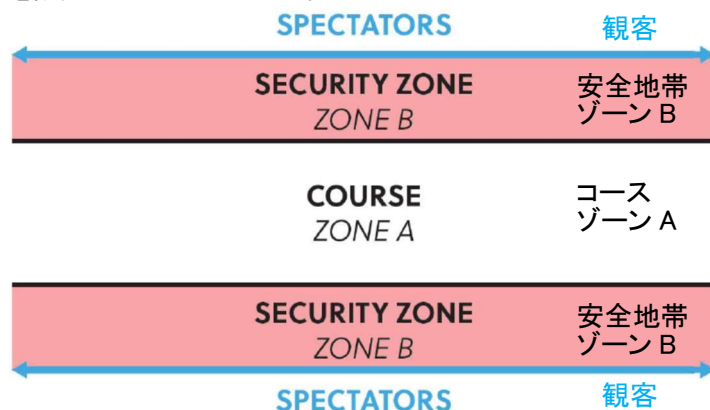 SPECTATORS 観客
SECURITY ZONE 安全地帯
ZONE B ゾーン B
COURSE コース
ZONE A ゾーン A
SECURITY ZONE 安全地帯
ZONE B ゾーン B
SPECTATORS 観客